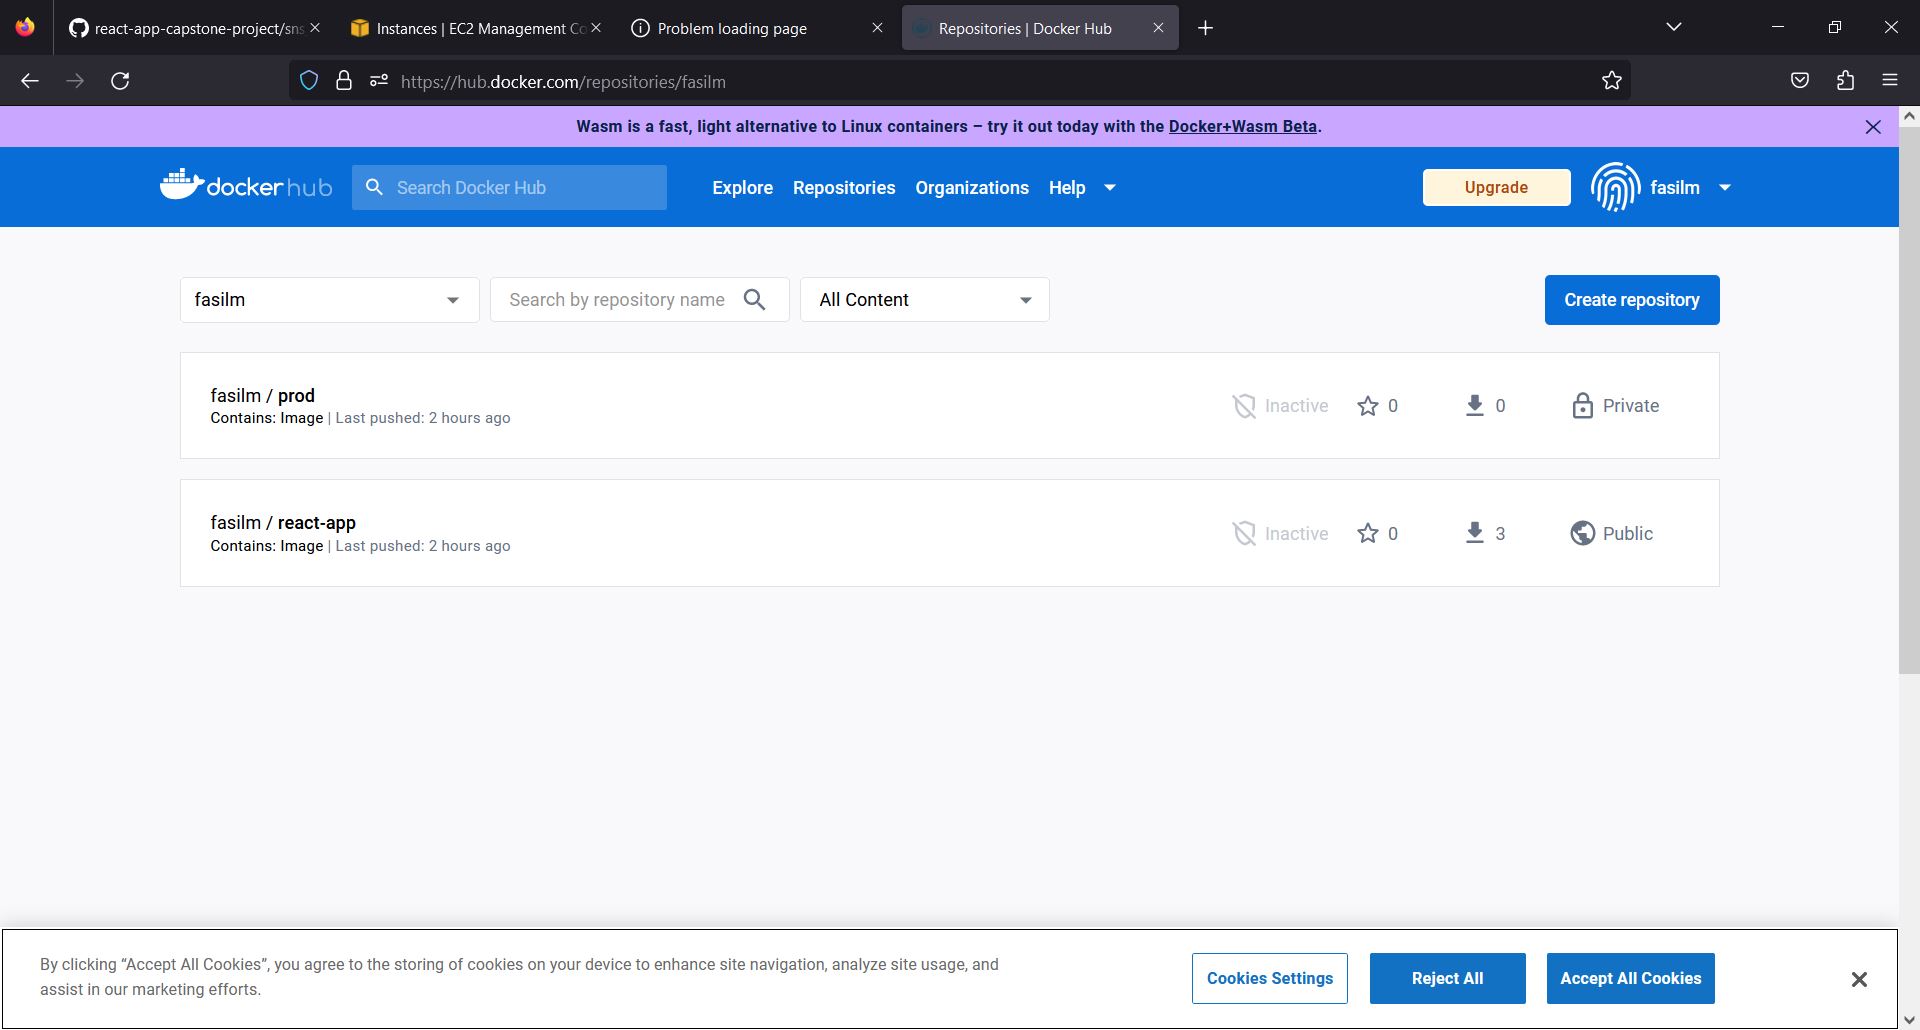 react-app-capstone-project/sns
Instances | EC2 Management Co
Problem loading page
Repositories | Docker Hub
https://hub.docker.com/repositories/fasilm
Wasm is a fast, light alternative to Linux containers – try it out today with the Docker+Wasm Beta.
docker hub
Search Docker Hub
Explore
Repositories
Organizations
Help
Upgrade
fasilm
fasilm
Search by repository name
All Content
Create repository
fasilm / prod
Contains: Image | Last pushed: 2 hours ago
Inactive
0
0
Private
fasilm / react-app
Contains: Image | Last pushed: 2 hours ago
Inactive
0
3
Public
By clicking “Accept All Cookies”, you agree to the storing of cookies on your device to enhance site navigation, analyze site usage, and
assist in our marketing efforts.
Cookies Settings
Reject All
Accept All Cookies